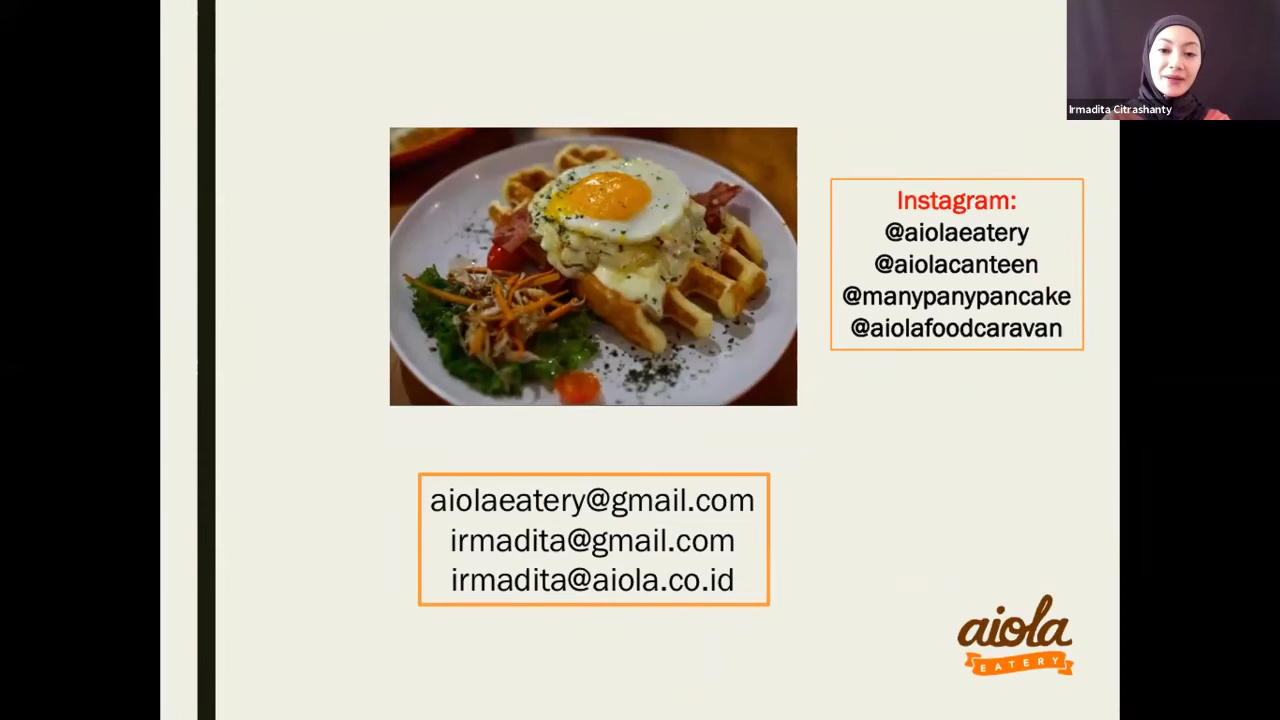 Irmadita Citrashanty
Instagram:
@aiolaeatery
@aiolacanteen
@manypanypancake
@aiolafoodcaravan
aiolaeatery@gmail.com
irmadita@gmail.com
irmadita@aiola.co.id
aiola
EATERY